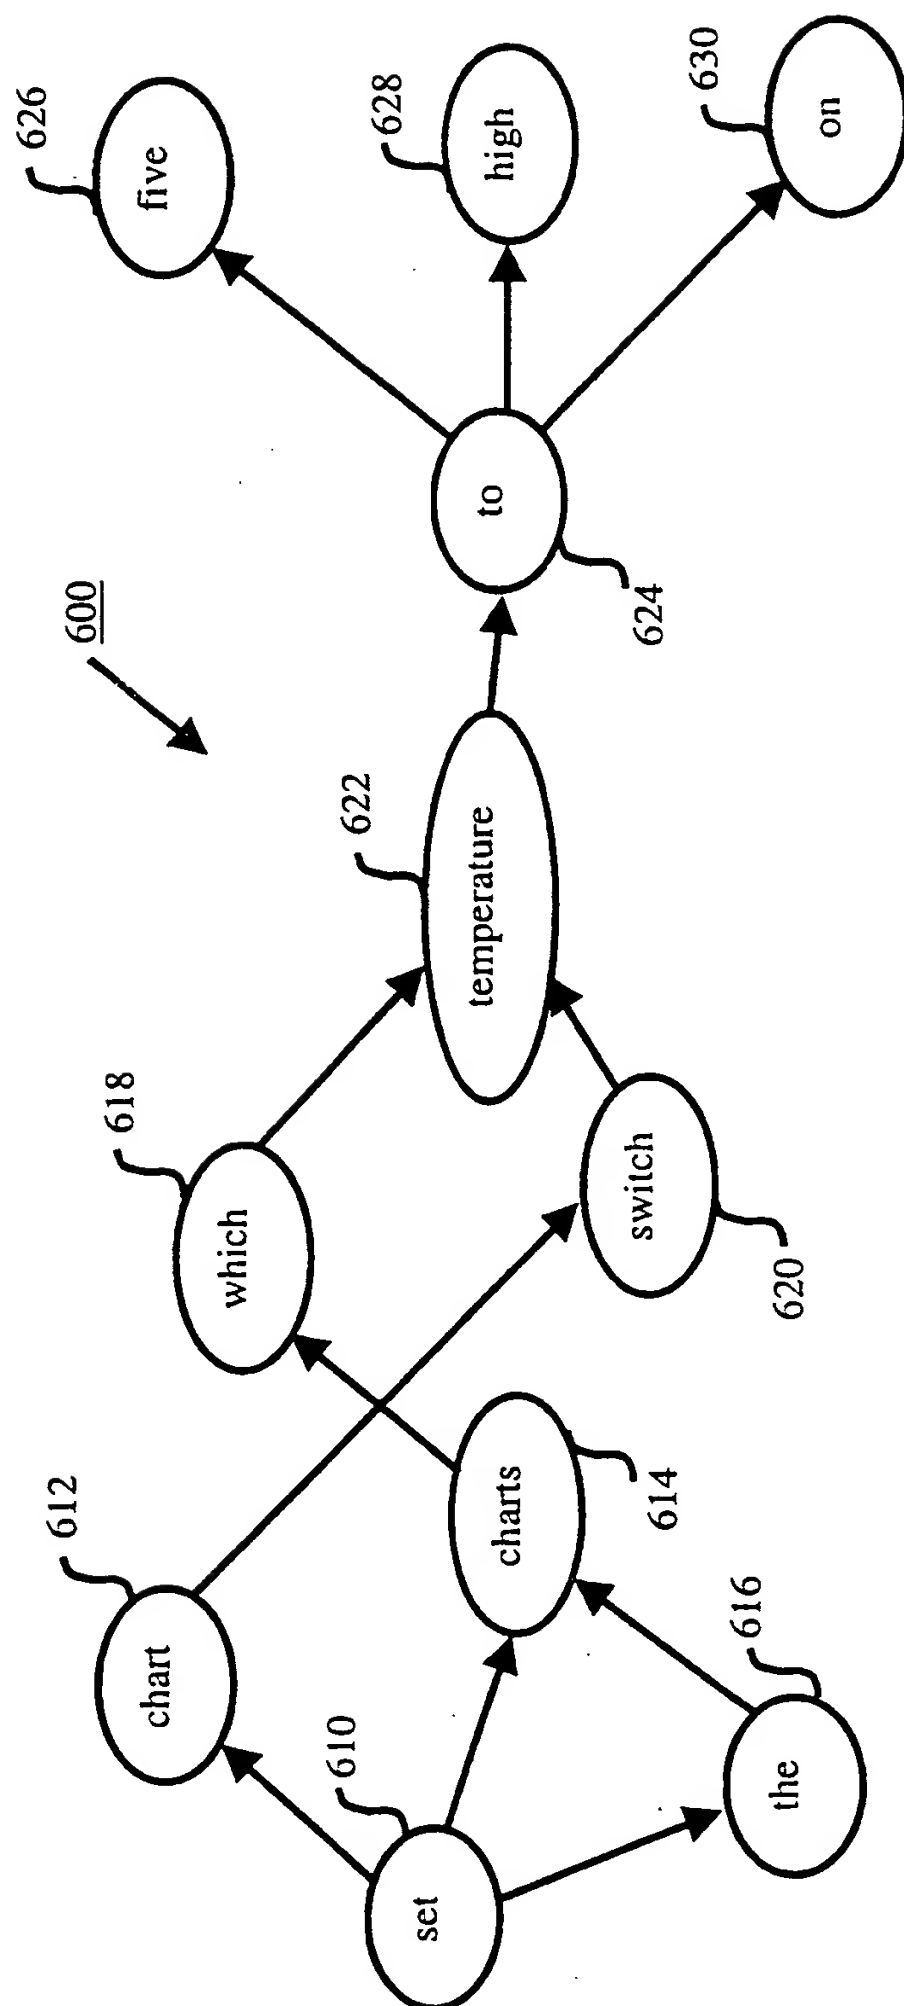 600
set
610
chart
612
charts
614
the
616
which
618
switch
620
temperature
622
to
624
five
626
high
628
on
630